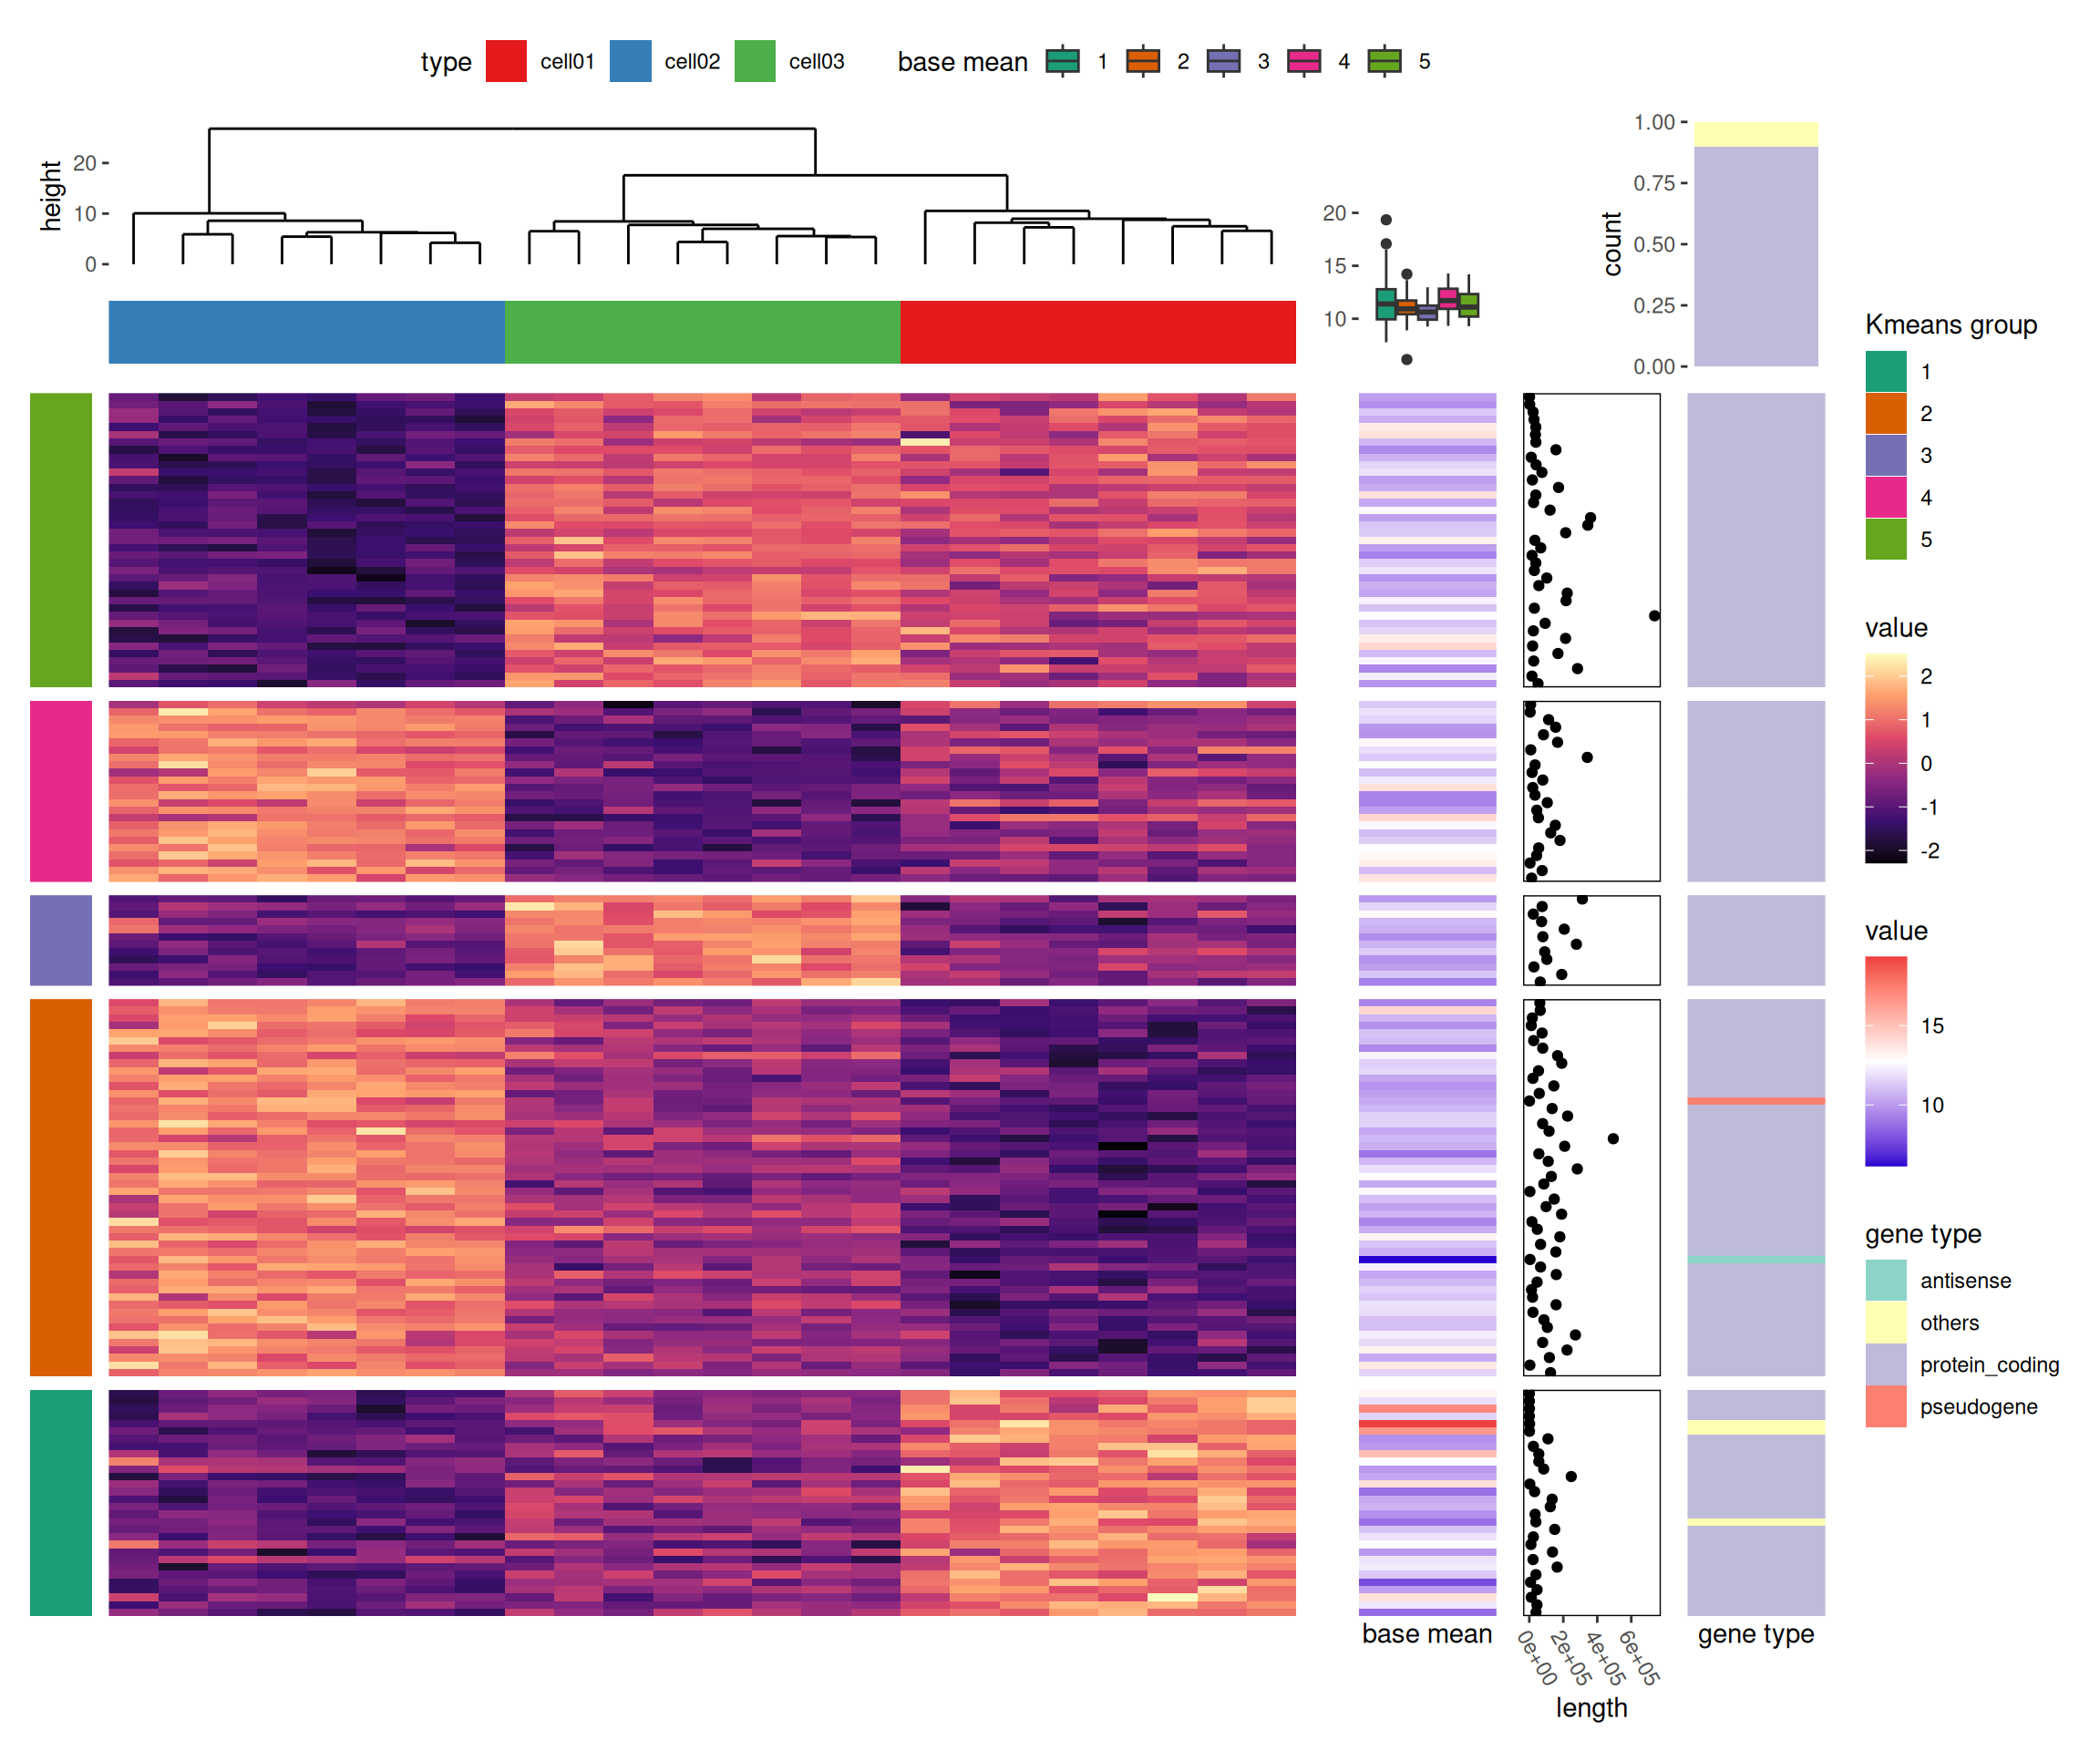 type cell01 cell02 cell03 base mean 1 2 3 4 5
height
20
10
0
20
15
10
count
1.00
0.75
0.50
0.25
0.00
Kmeans group
1
2
3
4
5
value
2
1
0
-1
-2
value
15
10
gene type
antisense
others
protein_coding
pseudogene
base mean
0e+00 2e+05 4e+05 6e+05
length
gene type